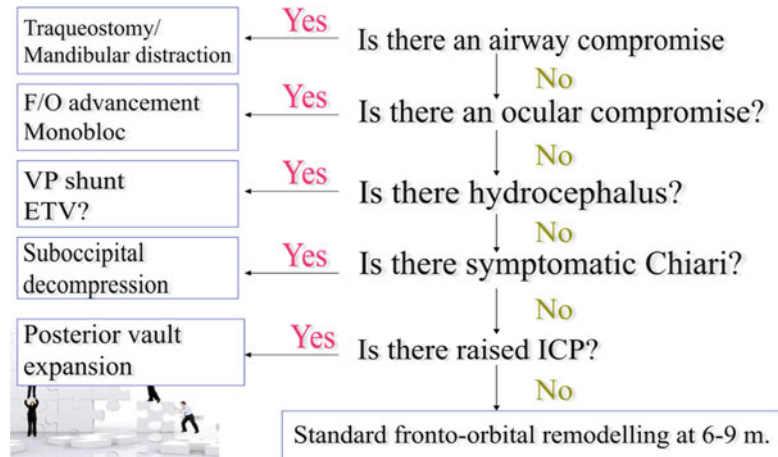 Traqueostomy/
Mandibular distraction
Yes
Is there an airway compromise
No
F/O advancement
Monobloc
Yes
Is there an ocular compromise?
No
VP shunt
ETV?
Yes
Is there hydrocephalus?
No
Suboccipital
decompression
Yes
Is there symptomatic Chiari?
No
Posterior vault
expansion
Yes
Is there raised ICP?
No
Standard fronto-orbital remodelling at 6-9 m.